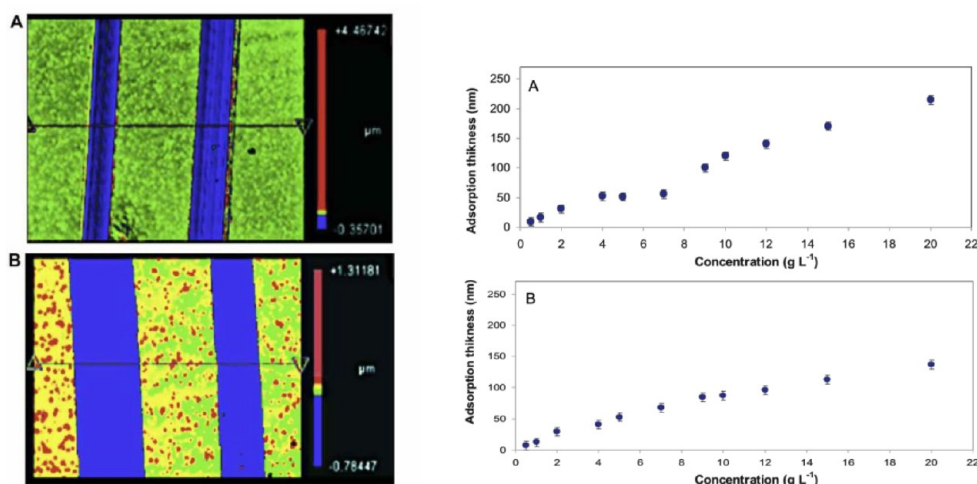 A
+4.46742
µm
-0.35701
B
+1.31181
µm
-0.78447
A
Adsorption thikness (nm)
250
200
150
100
50
0
0 2 4 6 8 10 12 14 16 18 20 22
Concentration (g L⁻¹)
B
Adsorption thikness (nm)
250
200
150
100
50
0
0 2 4 6 8 10 12 14 16 18 20 22
Concentration (g L⁻¹)